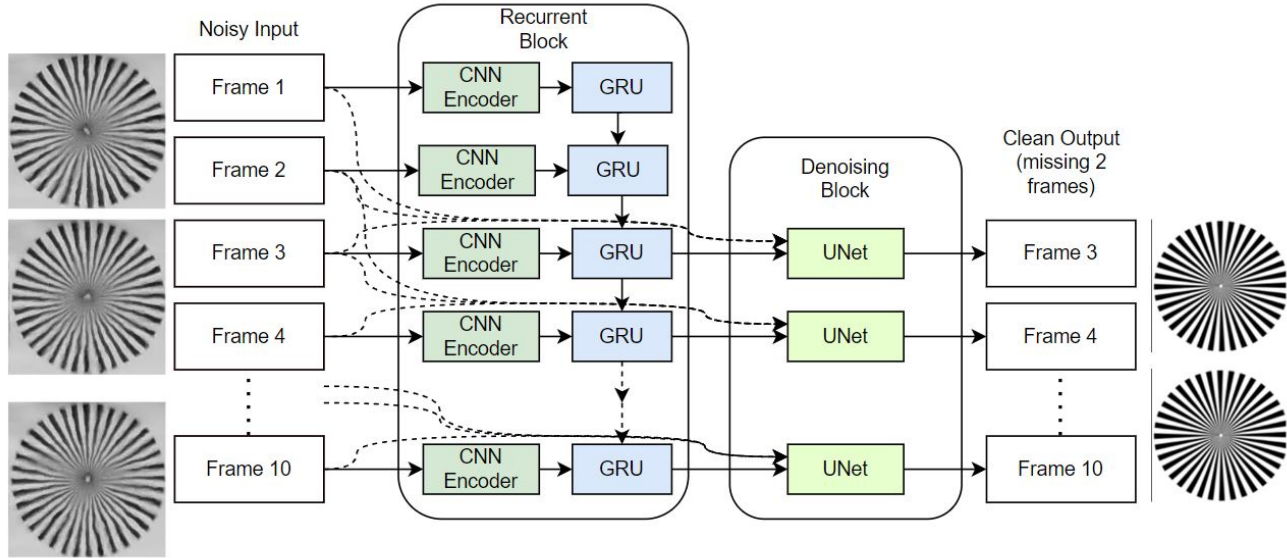 Noisy Input
Recurrent
Block
Frame 1
CNN
Encoder
GRU
Frame 2
CNN
Encoder
GRU
Denoising
Block
Clean Output
(missing 2
frames)
Frame 3
CNN
Encoder
GRU
UNet
Frame 3
Frame 4
CNN
Encoder
GRU
UNet
Frame 4
Frame 10
CNN
Encoder
GRU
UNet
Frame 10